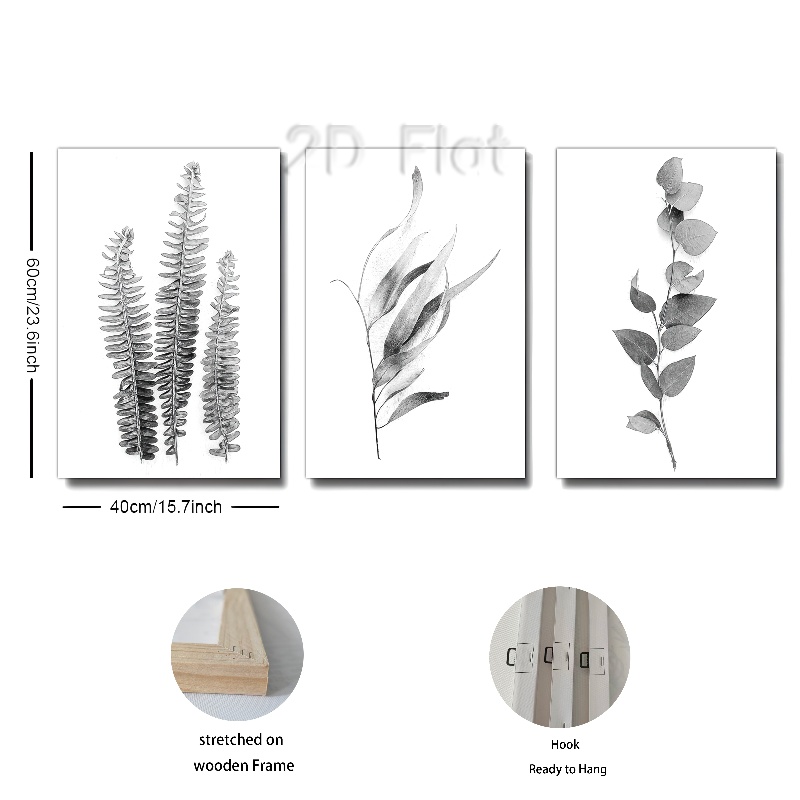 2D Flat
60cm/23.6inch
40cm/15.7inch
stretched on
wooden Frame
Hook
Ready to Hang